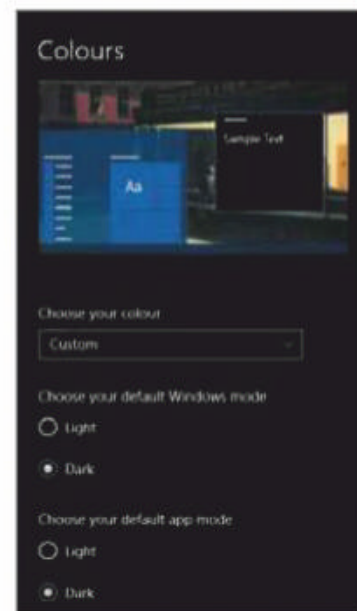 Colours
Sample Text
Aa
Choose your colour
Custom
Choose your default Windows mode
Light
Dark
Choose your default app mode
Light
Dark